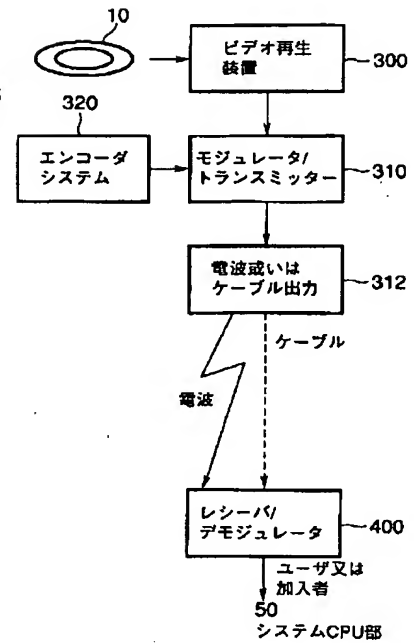 10
ビデオ再生
装置
300
320
エンコーダ
システム
モジュレータ/
トランスミッター
310
電波或いは
ケーブル出力
312
ケーブル
電波
レシーバ/
デモジュレータ
400
ユーザ又は
加入者
50
システムCPU部